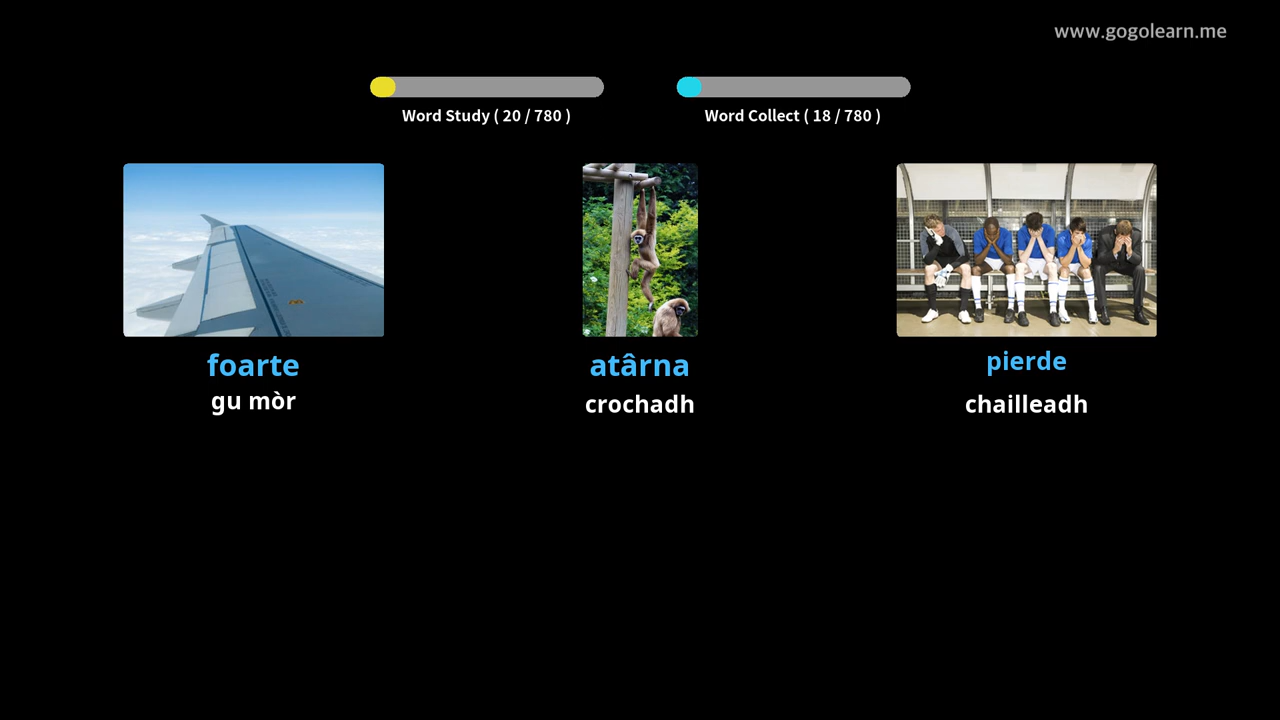 www.gogolearn.me
Word Study ( 20 / 780 )
Word Collect ( 18 / 780 )
foarte
gu mòr
atârna
crochadh
pierde
chailleadh